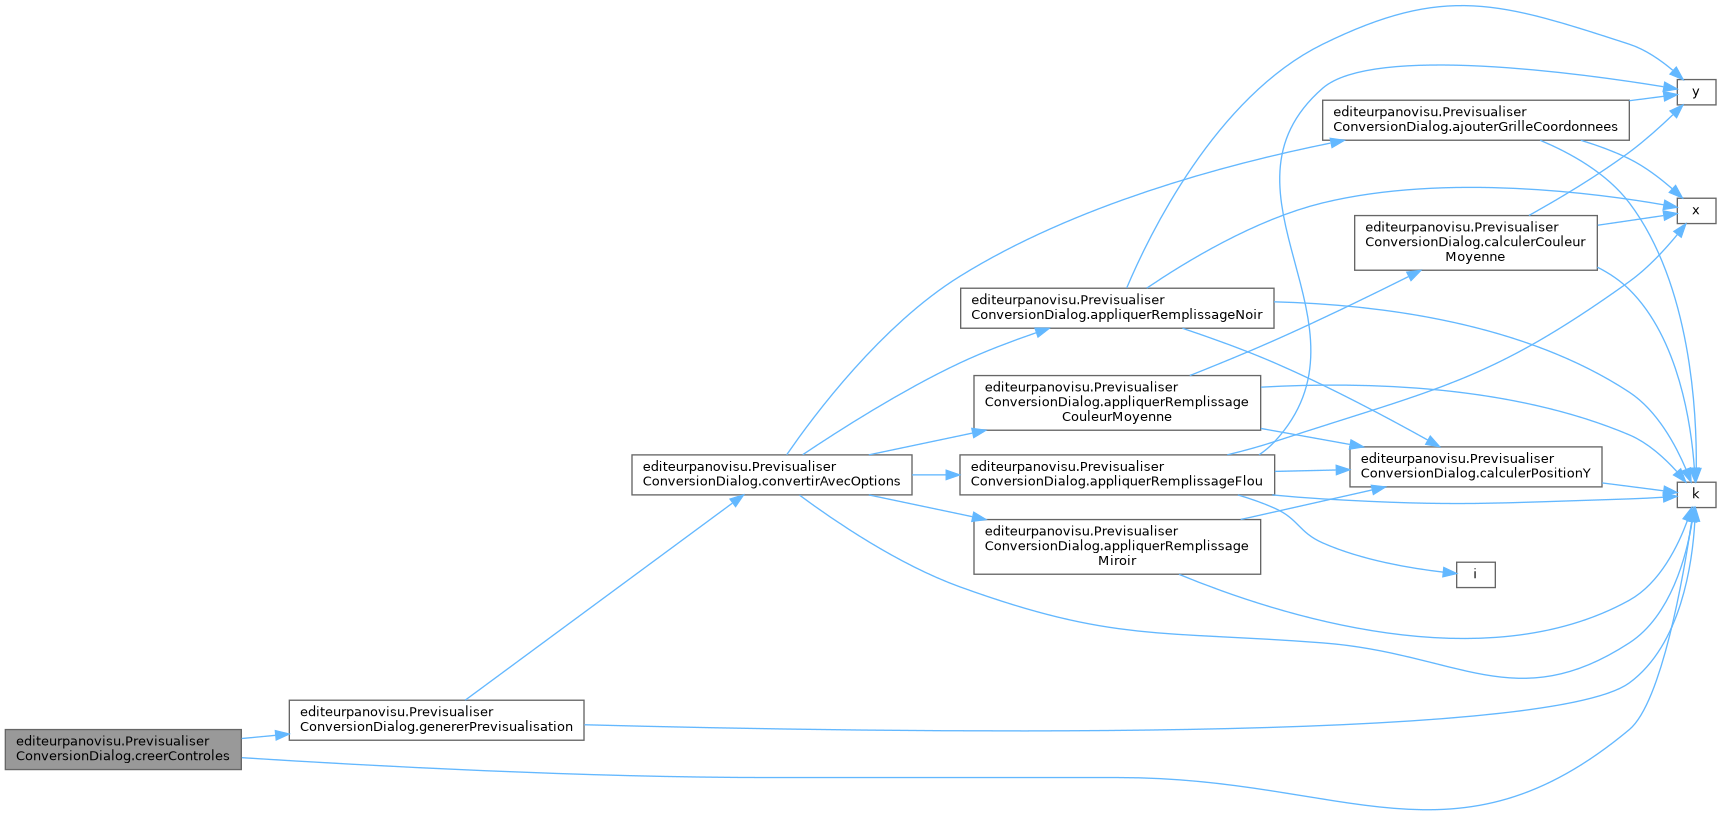 editeurpanovisu.Previsualiser
ConversionDialog.creerControles
editeurpanovisu.Previsualiser
ConversionDialog.genererPrevisualisation
editeurpanovisu.Previsualiser
ConversionDialog.convertirAvecOptions
editeurpanovisu.Previsualiser
ConversionDialog.ajouterGrilleCoordonnees
editeurpanovisu.Previsualiser
ConversionDialog.appliquerRemplissageNoir
editeurpanovisu.Previsualiser
ConversionDialog.appliquerRemplissage
CouleurMoyenne
editeurpanovisu.Previsualiser
ConversionDialog.appliquerRemplissageFlou
editeurpanovisu.Previsualiser
ConversionDialog.appliquerRemplissage
Miroir
editeurpanovisu.Previsualiser
ConversionDialog.calculerCouleur
Moyenne
editeurpanovisu.Previsualiser
ConversionDialog.calculerPositionY
i
y
x
k